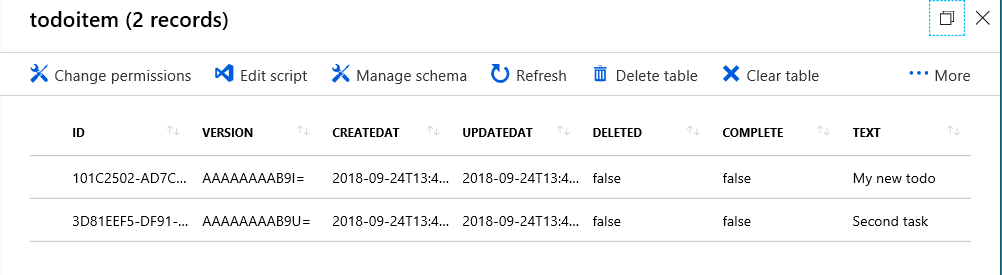 todoitem (2 records)
Change permissions Edit script Manage schema Refresh Delete table Clear table ··· More
ID VERSION CREATEDAT UPDATEDAT DELETED COMPLETE TEXT
101C2502-AD7C... AAAAAAAAB9I= 2018-09-24T13:4... 2018-09-24T13:4... false false My new todo
3D81EEF5-DF91-... AAAAAAAAB9U= 2018-09-24T13:4... 2018-09-24T13:4... false false Second task